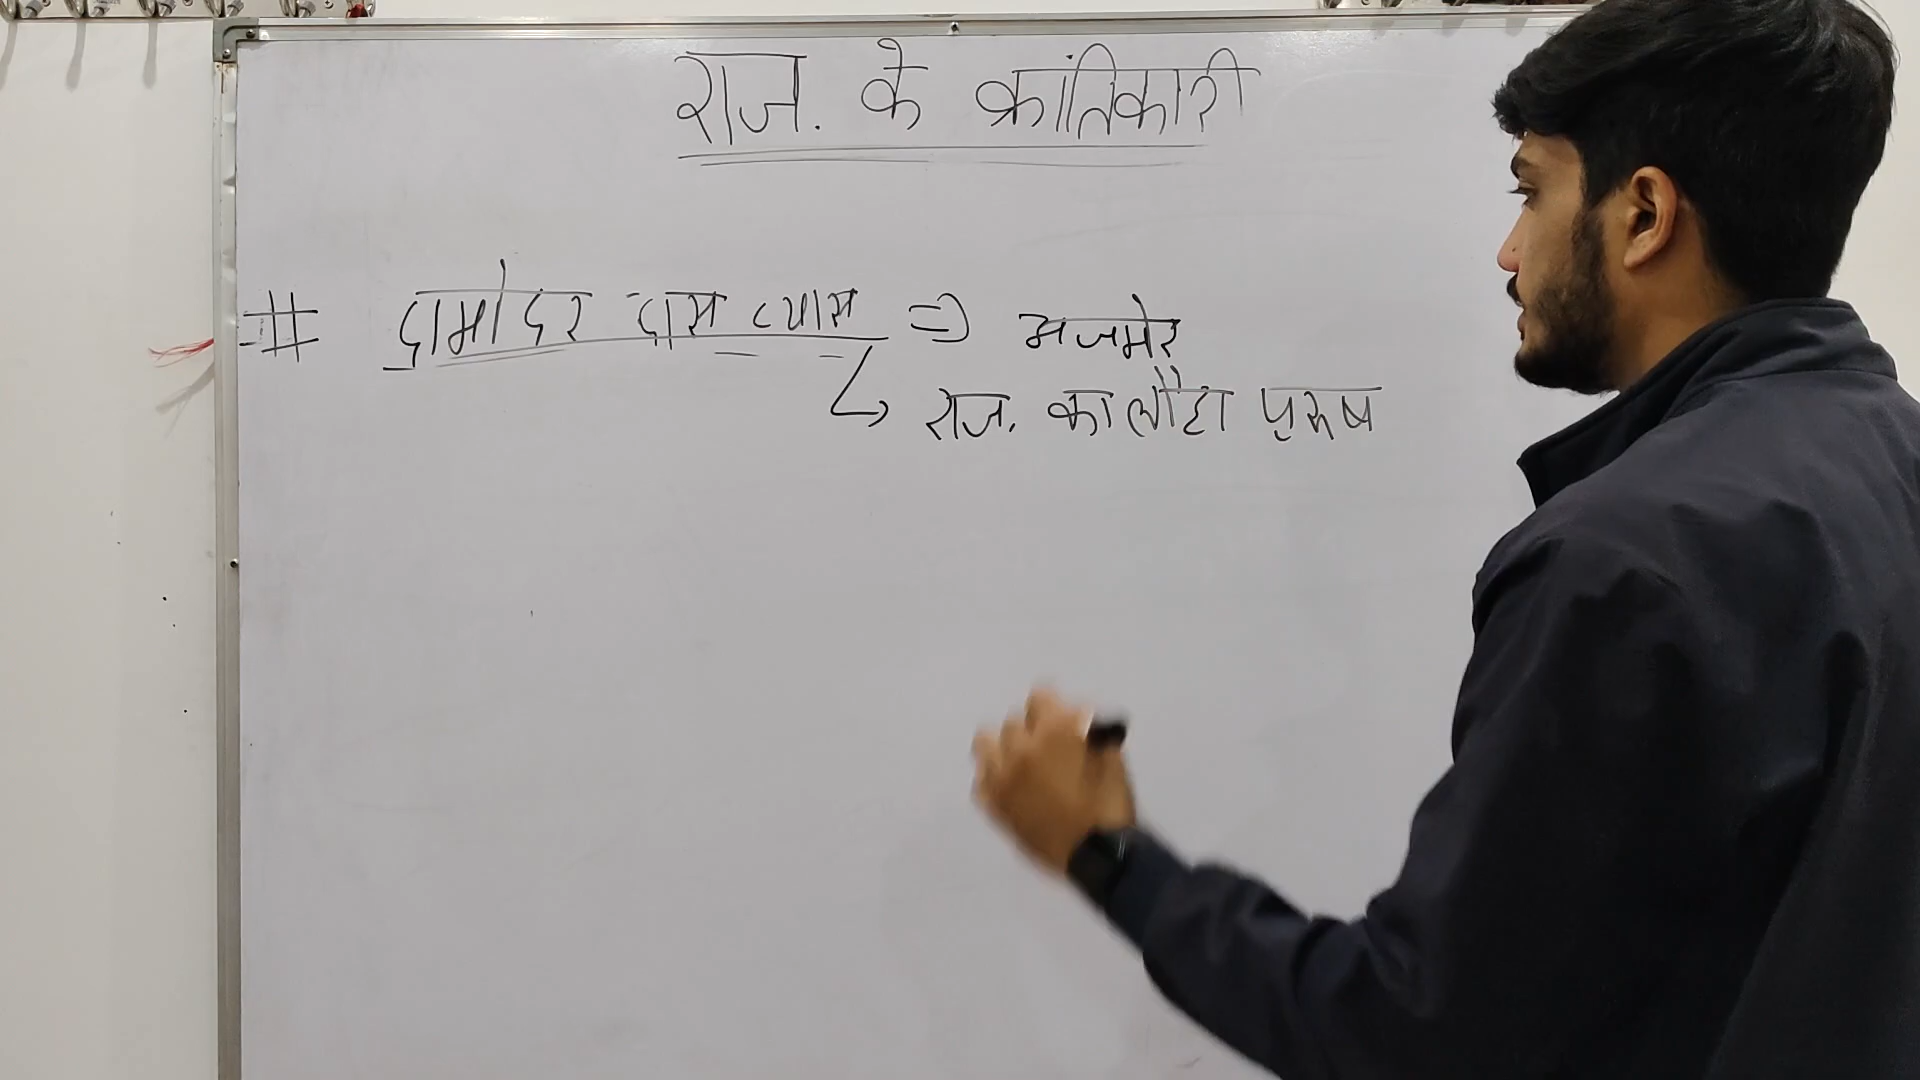 राज. के क्रांतिकारी
# दामोदर दास व्यास => अजमेर
↳ राज. का लौहा पुरूष